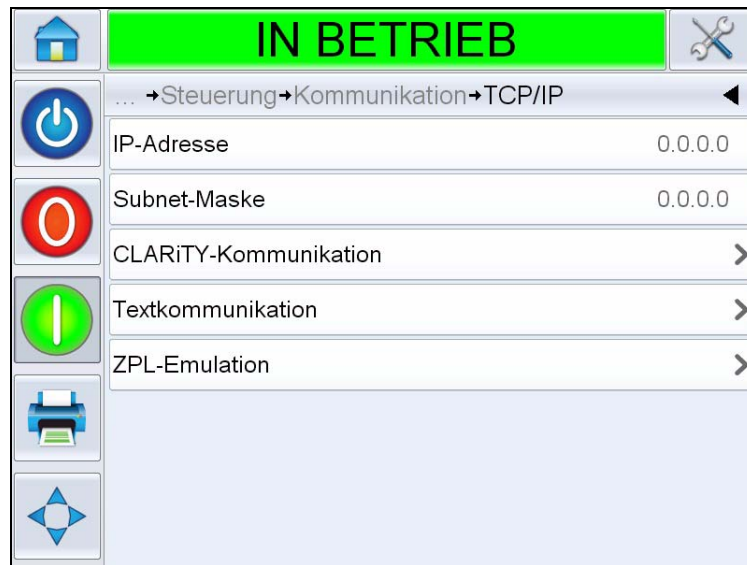 IN BETRIEB
... →Steuerung→Kommunikation→TCP/IP
IP-Adresse 0.0.0.0
Subnet-Maske 0.0.0.0
CLARiTY-Kommunikation
Textkommunikation
ZPL-Emulation